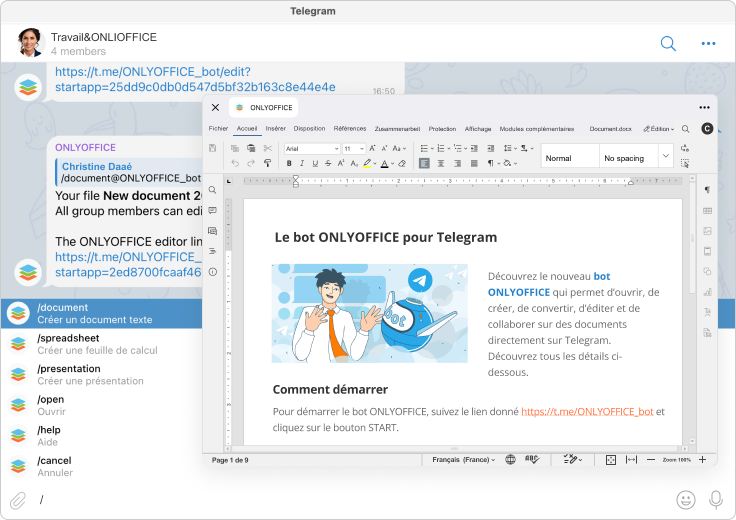 Telegram
Travail&ONLIOFFICE
4 members
https://t.me/ONLYOFFICE_bot/edit?
startapp=25dd9c0db0d547d5bf32b163c8e44e4e
16:50
ONLYOFFICE
Christine Daaé
/document@ONLYOFFICE_bot
Your file New document 2
All group members can edi
The ONLYOFFICE editor lin
https://t.me/ONLYOFFICE_
startapp=2ed8700fcaaf46
/document
Créer un document texte
/spreadsheet
Créer une feuille de calcul
/presentation
Créer une présentation
/open
Ouvrir
/help
Aide
/cancel
Annuler
/
ONLYOFFICE
Fichier Accueil Insérer Disposition Références Zusammenarbeit Protection Affichage Modules complémentaires Document.docx Édition C
Arial 11
Normal No spacing
Le bot ONLYOFFICE pour Telegram
bot
Découvrez le nouveau bot
ONLYOFFICE qui permet d’ouvrir, de
créer, de convertir, d’éditer et de
collaborer sur des documents
directement sur Telegram.
Découvrez tous les détails ci-
dessous.
Comment démarrer
Pour démarrer le bot ONLYOFFICE, suivez le lien donné https://t.me/ONLYOFFICE_bot et
cliquez sur le bouton START.
Page 1 de 9 Français (France) Zoom 100%